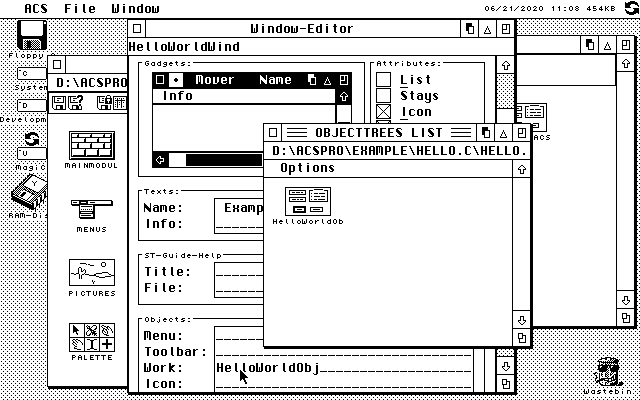 ACS File Window 06/21/2020 11:08 454KB
Window-Editor
HelloWorldWind
Gadgets:
Mover Name
Info
Attributes:
List
Stays
Icon
D:\ACSPRO
MAINMODUL
MENUS
PICTURES
PALETTE
OBJECTTREES LIST
D:\ACSPRO\EXAMPLE\HELLO.C\HELLO.
Options
HelloWorldOb
Texts:
Name: Examp
Info:
ST-Guide-Help
Title:
File:
Objects:
Menu:
Toolbar:
Work: HelloWorldObj
Icon:
Floppy
C
System
D
Developm
U
Magic
RAM-Dis
ACS
Wastebin